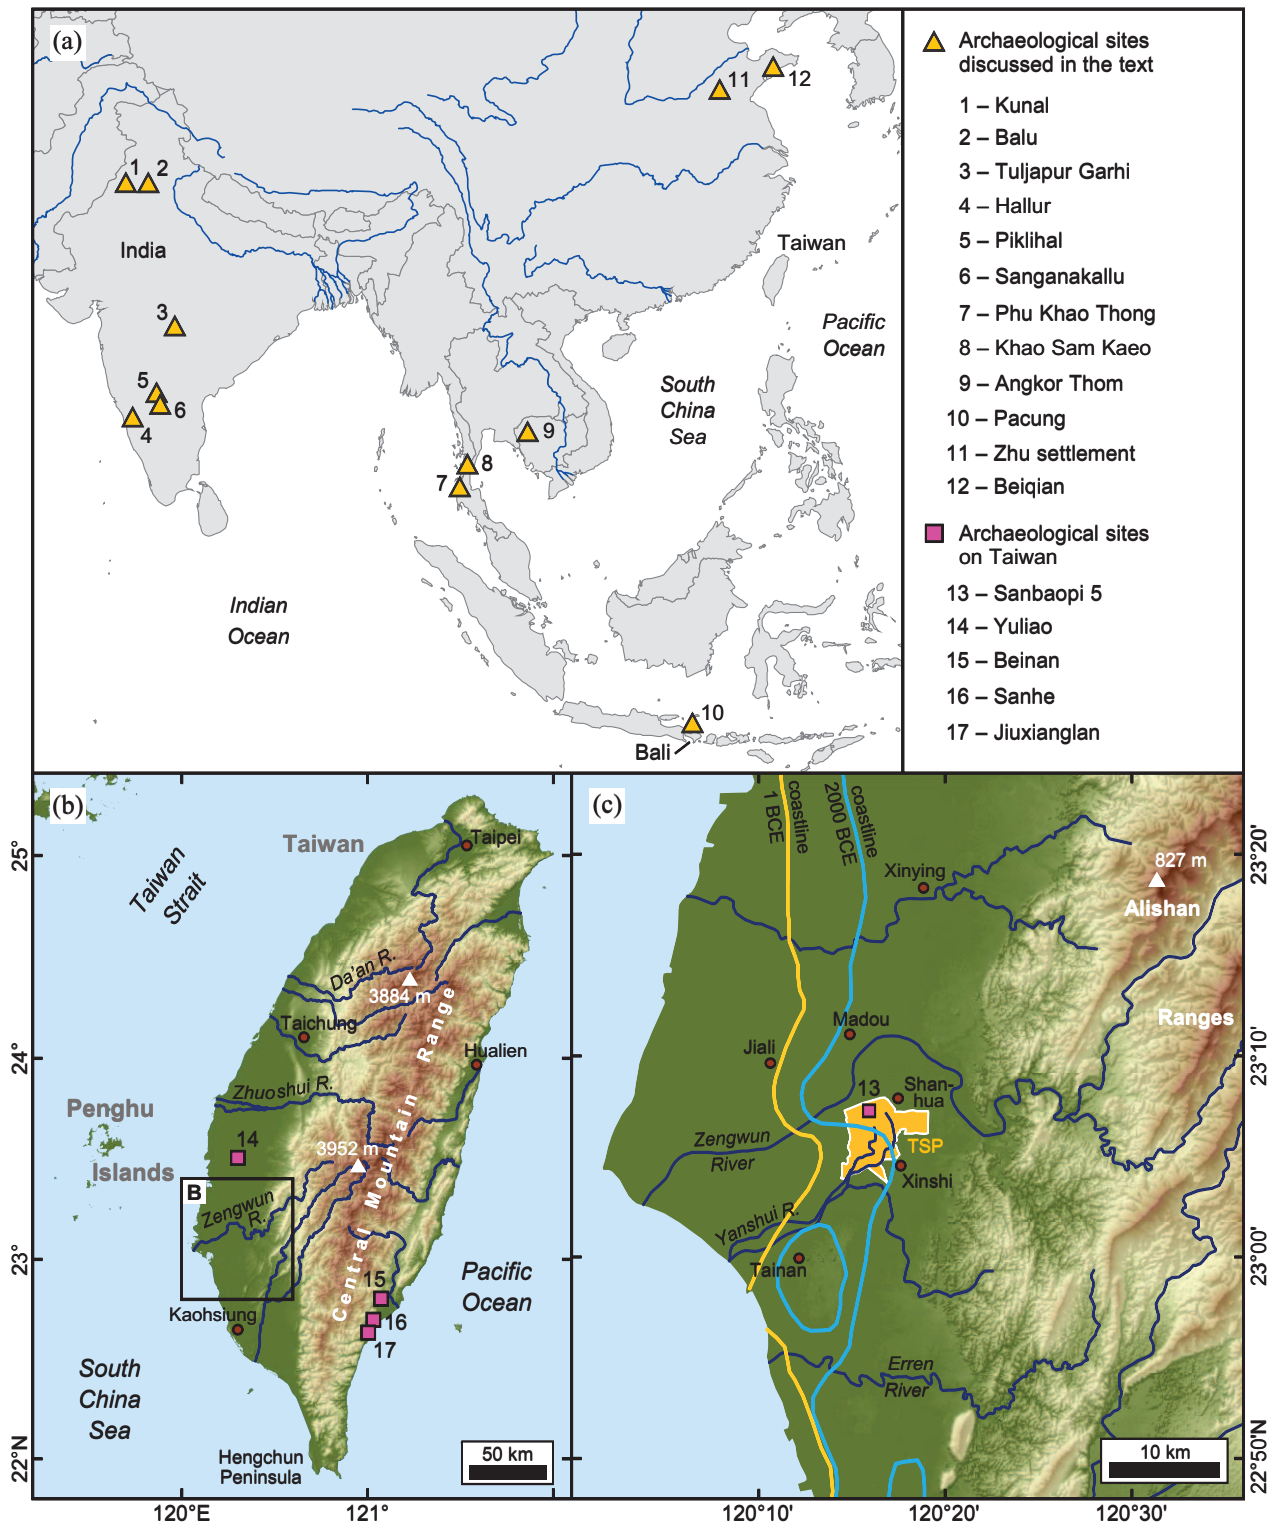 (a)
1
2
3
4
5
6
7
8
9
10
11
12
India
Taiwan
Pacific
Ocean
South
China
Sea
Indian
Ocean
Bali
Archaeological sites
discussed in the text
1 – Kunal
2 – Balu
3 – Tuljapur Garhi
4 – Hallur
5 – Piklihal
6 – Sanganakallu
7 – Phu Khao Thong
8 – Khao Sam Kaeo
9 – Angkor Thom
10 – Pacung
11 – Zhu settlement
12 – Beiqian
Archaeological sites
on Taiwan
13 – Sanbaopi 5
14 – Yuliao
15 – Beinan
16 – Sanhe
17 – Jiuxianglan
(b)
Taiwan
Taipei
Taiwan
Strait
Da'an R.
3884 m
Taichung
Hualien
Zhuoshui R.
Penghu
Islands
14
3952 m
B
Zengwun
R.
Central Mountain Range
15
16
17
Kaohsiung
Pacific
Ocean
South
China
Sea
Hengchun
Peninsula
50 km
25°
24°
23°
22°N
120°E
121°
(c)
coastline
1 BCE
coastline
2000 BCE
Xinying
827 m
Alishan
Ranges
Madou
Jiali
13
Shan-
hua
TSP
Zengwun
River
Xinshi
Yanshui R.
Tainan
Erren
River
10 km
23°20'
23°10'
23°00'
22°50'N
120°10'
120°20'
120°30'